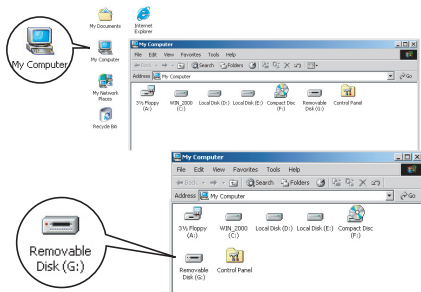 My Documents
Internet
Explorer
My Computer
My Computer
My Network
Places
Recycle Bin
My Computer
File Edit View Favorites Tools Help
Back Search Folders
Address My Computer Go
3½ Floppy
(A:)
WIN_2000
(C:)
Local Disk (D:)
Local Disk (E:)
Compact Disc
(F:)
Removable
Disk (G:)
Control Panel
My Computer
File Edit View Favorites Tools Help
Back Search Folders
Address My Computer Go
3½ Floppy
(A:)
WIN_2000
(C:)
Local Disk (D:)
Local Disk (E:)
Compact Disc
(F:)
Removable
Disk (G:)
Control Panel
Removable
Disk (G:)